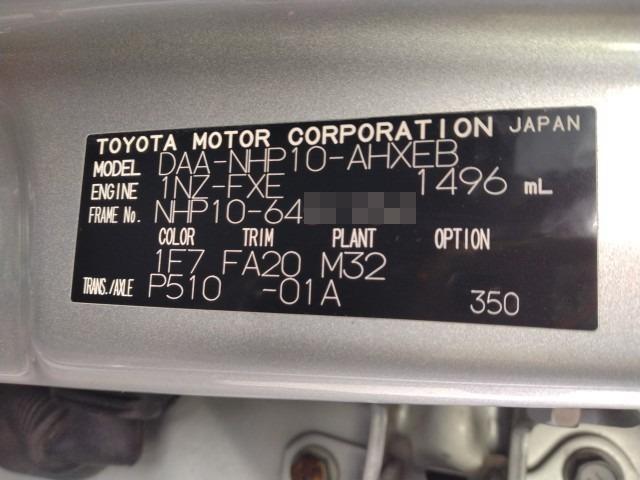 TOYOTA MOTOR CORPORATION JAPAN
MODEL DAA-NHP10-AHXEB
ENGINE 1NZ-FXE 1496 mL
FRAME No. NHP10-64
COLOR TRIM PLANT OPTION
1F7 FA20 M32
TRANS./AXLE P510 -01A 350